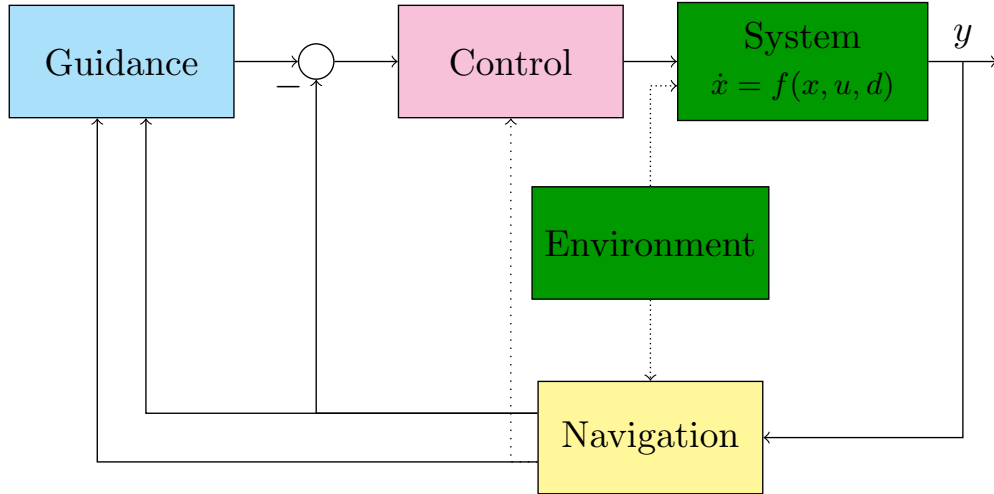 Guidance
−
Control
System
ẋ = f(x, u, d)
y
Environment
Navigation